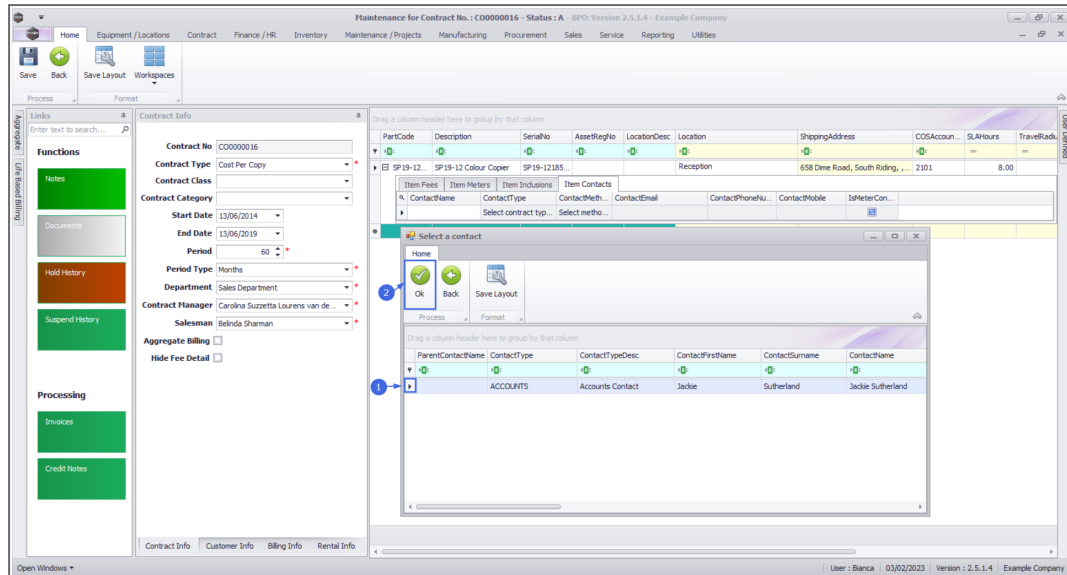 Maintenance for Contract No. : CO0000016 - Status : A - BPO: Version 2.5.1.4 - Example Company
Home Equipment / Locations Contract Finance / HR Inventory Maintenance / Projects Manufacturing Procurement Sales Service Reporting Utilities
Save Back Save Layout Workspaces
Process Format
Aggregate
Life Based Billing
Links
Enter text to search...
Functions
Notes
Documents
Hold History
Suspend History
Processing
Invoices
Credit Notes
Contract Info
Contract No CO0000016
Contract Type Cost Per Copy *
Contract Class
Contract Category
Start Date 13/06/2014
End Date 13/06/2019
Period 60 *
Period Type Months *
Department Sales Department *
Contract Manager Carolina Suzzetta Lourens van de... *
Salesman Belinda Sharman *
Aggregate Billing
Hide Fee Detail
Contract Info Customer Info Billing Info Rental Info
Drag a column header here to group by that column
PartCode Description SerialNo AssetRegNo LocationDesc Location ShippingAddress COSAccoun... SLAHours TravelRadiu
SP19-12... SP19-12 Colour Copier SP19-12185... Reception 658 Dime Road, South Riding, ,... 2101 8.00
Item Fees Item Meters Item Inclusions Item Contacts
ContactName ContactType ContactMeth... ContactEmail ContactPhoneNu... ContactMobile IsMeterCon...
Select contract typ... Select metho...
User Defined
Select a contact
Home
2
Ok Back Save Layout
Process Format
Drag a column header here to group by that column
ParentContactName ContactType ContactTypeDesc ContactFirstName ContactSurname ContactName
1
ACCOUNTS Accounts Contact Jackie Sutherland Jackie Sutherland
Open Windows User : Bianca 03/02/2023 Version : 2.5.1.4 Example Company